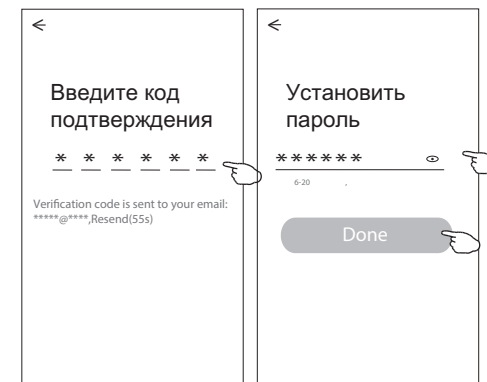 Введите код
подтверждения
* * * * * *
Verification code is sent to your email:
*****@****,Resend(55s)
Установить
пароль
******
6-20 ,
Done